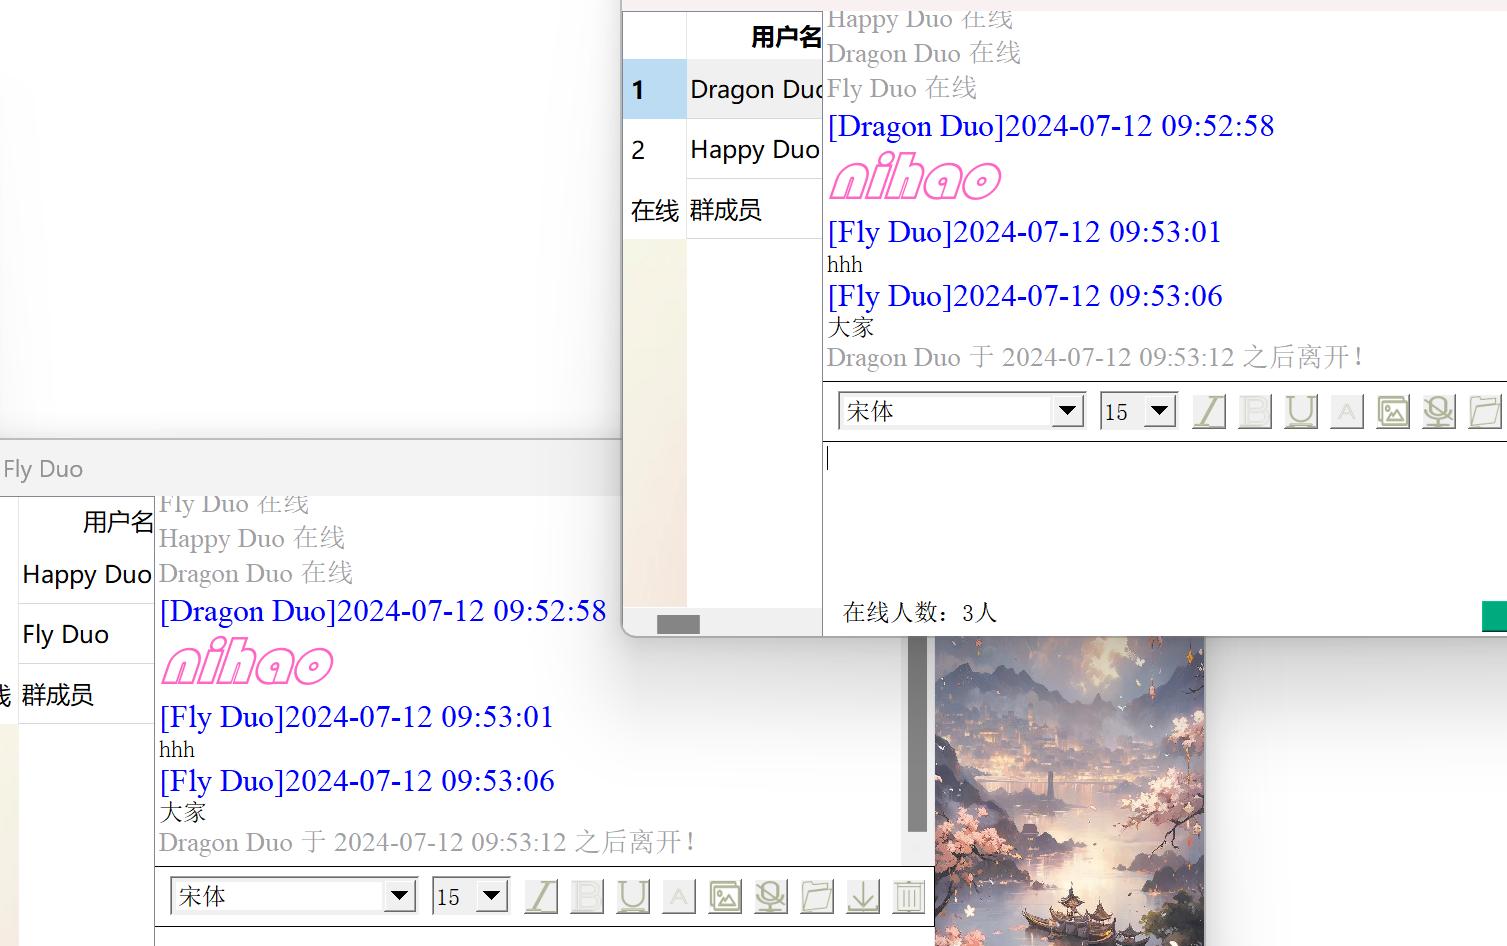 用户名
1 Dragon Duo
2 Happy Duo
在线 群成员
Happy Duo 在线
Dragon Duo 在线
Fly Duo 在线
[Dragon Duo]2024-07-12 09:52:58
nihao
[Fly Duo]2024-07-12 09:53:01
hhh
[Fly Duo]2024-07-12 09:53:06
大家
Dragon Duo 于 2024-07-12 09:53:12 之后离开!
宋体 15 I B U A
在线人数: 3人
Fly Duo
用户名
Happy Duo
Fly Duo
线 群成员
Fly Duo 在线
Happy Duo 在线
Dragon Duo 在线
[Dragon Duo]2024-07-12 09:52:58
nihao
[Fly Duo]2024-07-12 09:53:01
hhh
[Fly Duo]2024-07-12 09:53:06
大家
Dragon Duo 于 2024-07-12 09:53:12 之后离开!
宋体 15 I B U A